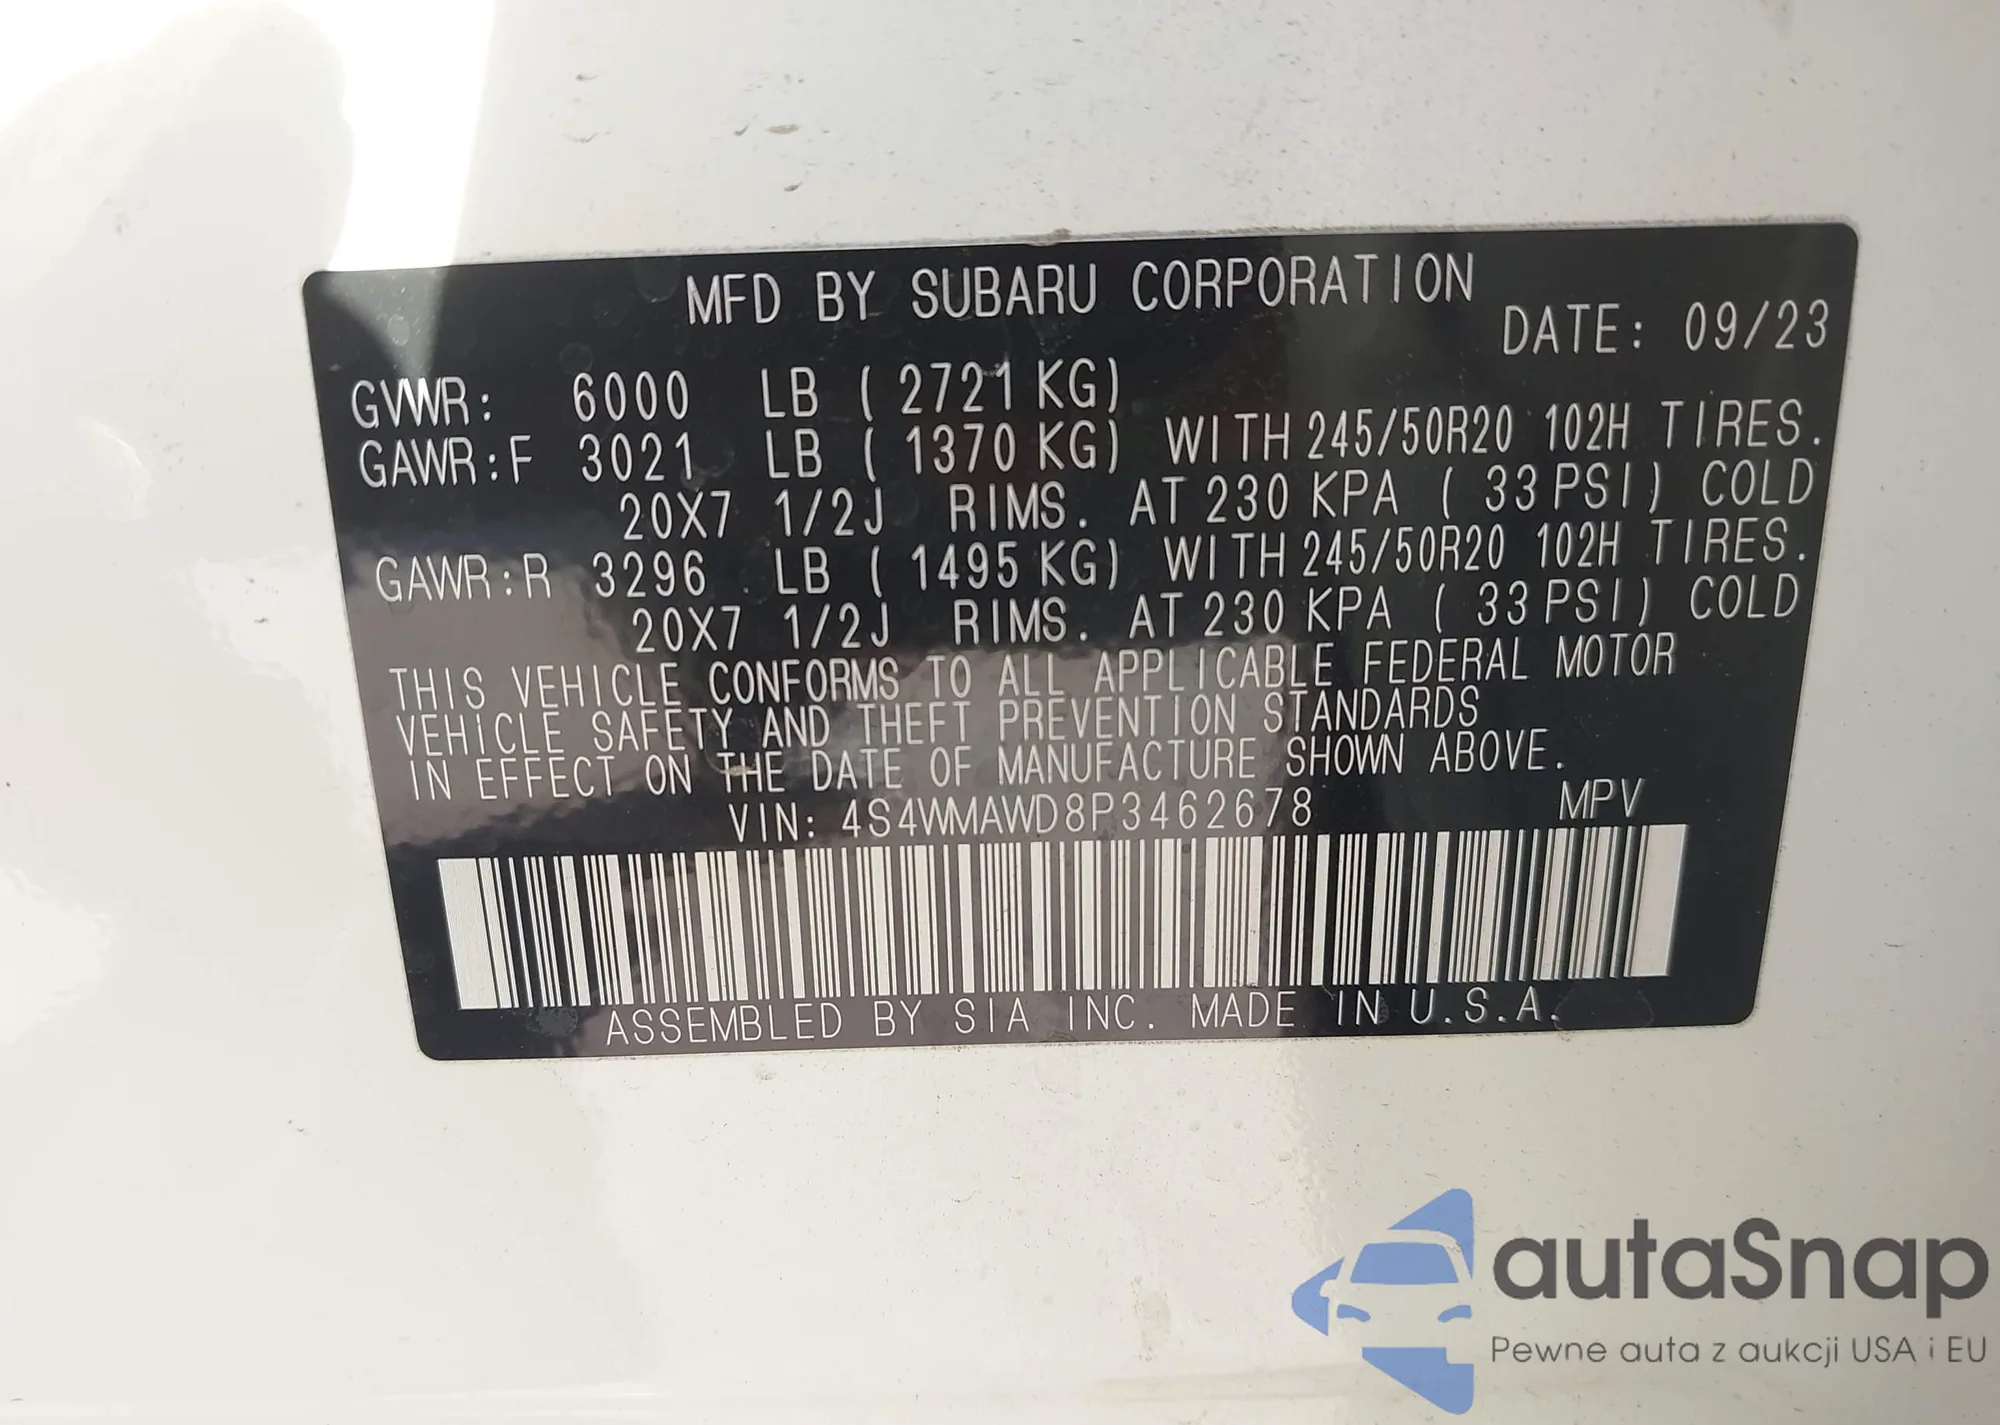 MFD BY SUBARU CORPORATION
DATE: 09/23
GVWR: 6000 LB ( 2721 KG)
GAWR:F 3021 LB ( 1370 KG) WITH 245/50R20 102H TIRES.
20X7 1/2J RIMS. AT 230 KPA ( 33 PSI) COLD
GAWR:R 3296 LB ( 1495 KG) WITH 245/50R20 102H TIRES.
20X7 1/2J RIMS. AT 230 KPA ( 33 PSI) COLD
THIS VEHICLE CONFORMS TO ALL APPLICABLE FEDERAL MOTOR
VEHICLE SAFETY AND THEFT PREVENTION STANDARDS
IN EFFECT ON THE DATE OF MANUFACTURE SHOWN ABOVE.
VIN: 4S4WMAWD8P3462678 MPV
ASSEMBLED BY SIA INC. MADE IN U.S.A.
autaSnap
Pewne auta z aukcji USA i EU